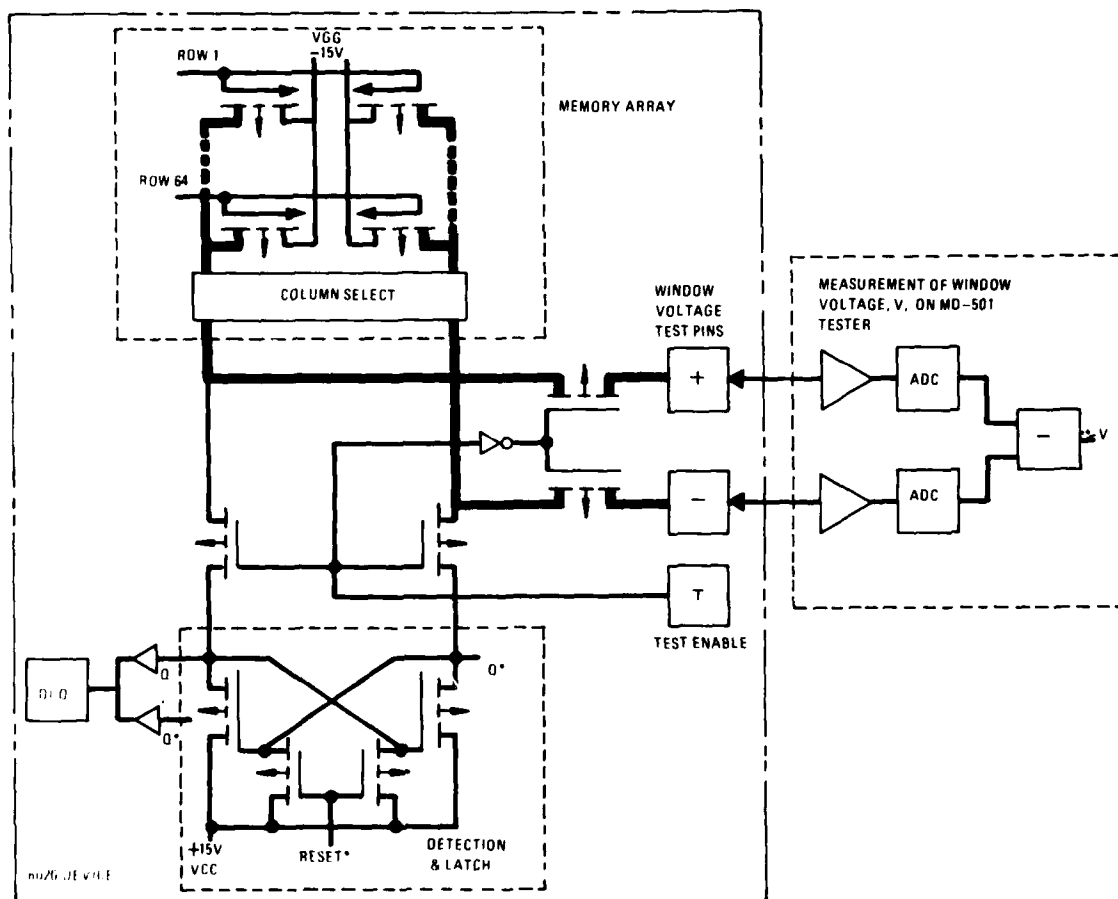 VGG
-15V
ROW 1
MEMORY ARRAY
ROW 64
COLUMN SELECT
WINDOW
VOLTAGE
TEST PINS
MEASUREMENT OF WINDOW
VOLTAGE, V, ON MD-501
TESTER
+
ADC
-
V
-
ADC
T
TEST ENABLE
Q
Q*
Q*
+15V
VCC
RESET*
DETECTION
& LATCH